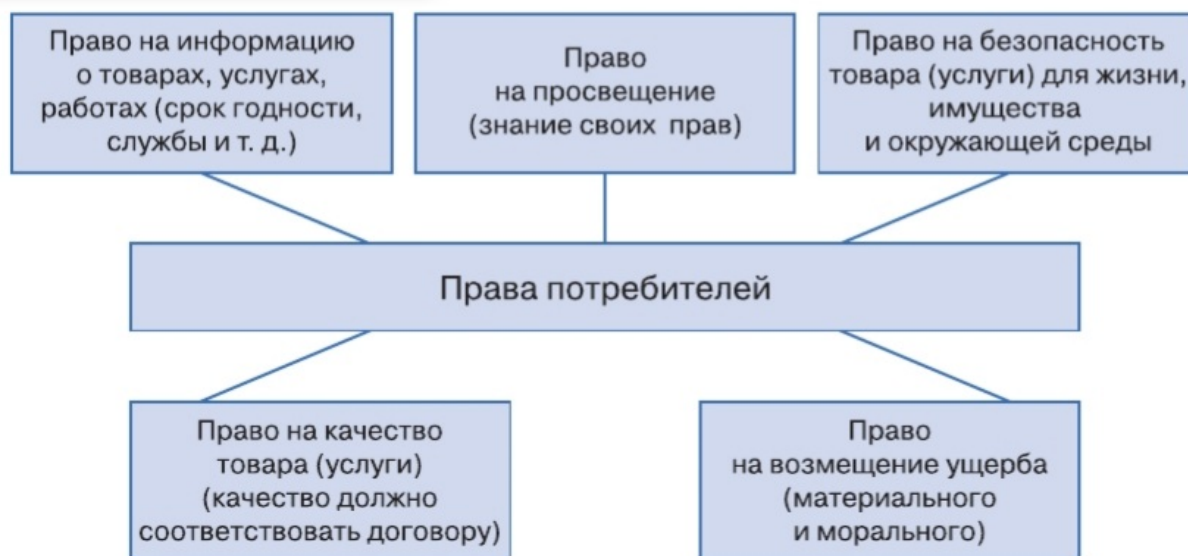 Право на информацию
о товарах, услугах,
работах (срок годности,
службы и т. д.)
Право
на просвещение
(знание своих прав)
Право на безопасность
товара (услуги) для жизни,
имущества
и окружающей среды
Права потребителей
Право на качество
товара (услуги)
(качество должно
соответствовать договору)
Право
на возмещение ущерба
(материального
и морального)